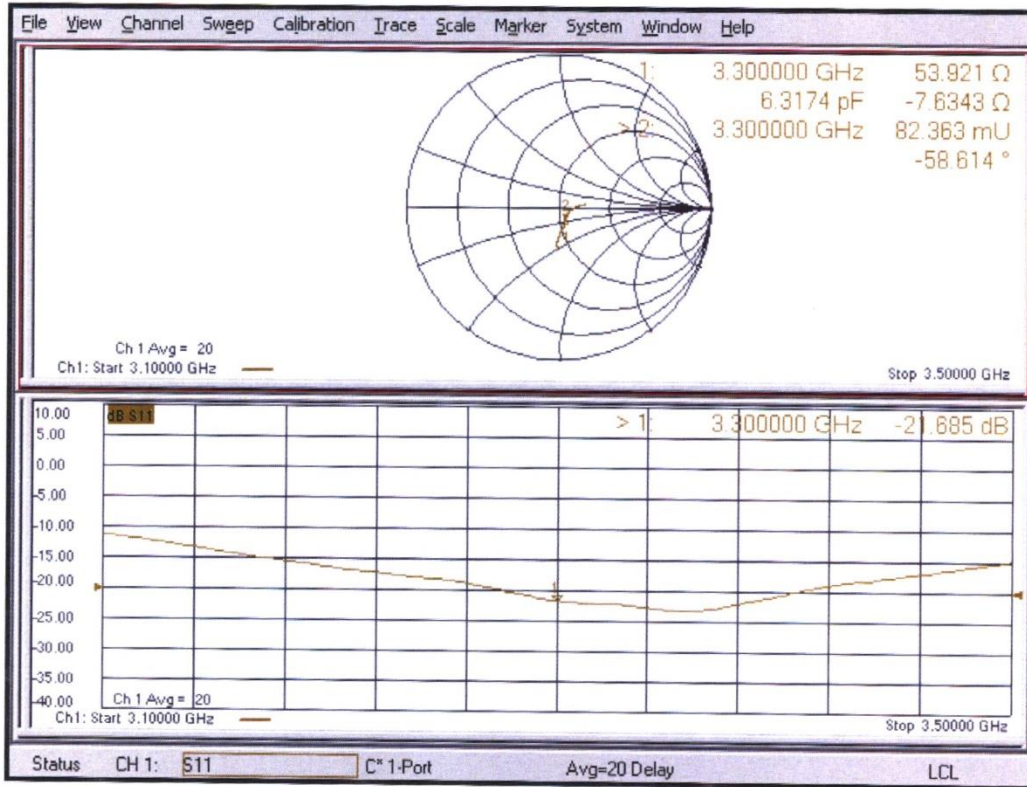 File View Channel Sweep Calibration Trace Scale Marker System Window Help
1: 3.300000 GHz 53.921 Ω
6.3174 pF -7.6343 Ω
> 2: 3.300000 GHz 82.363 mU
-58.614 °
2
Ch 1 Avg = 20
Ch1: Start 3.10000 GHz
Stop 3.50000 GHz
10.00
dB S11
> 1: 3.300000 GHz -21.685 dB
5.00
0.00
-5.00
-10.00
-15.00
-20.00
1
-25.00
-30.00
-35.00
-40.00
Ch 1 Avg = 20
Ch1: Start 3.10000 GHz
Stop 3.50000 GHz
Status CH 1: S11 C* 1-Port Avg=20 Delay LCL